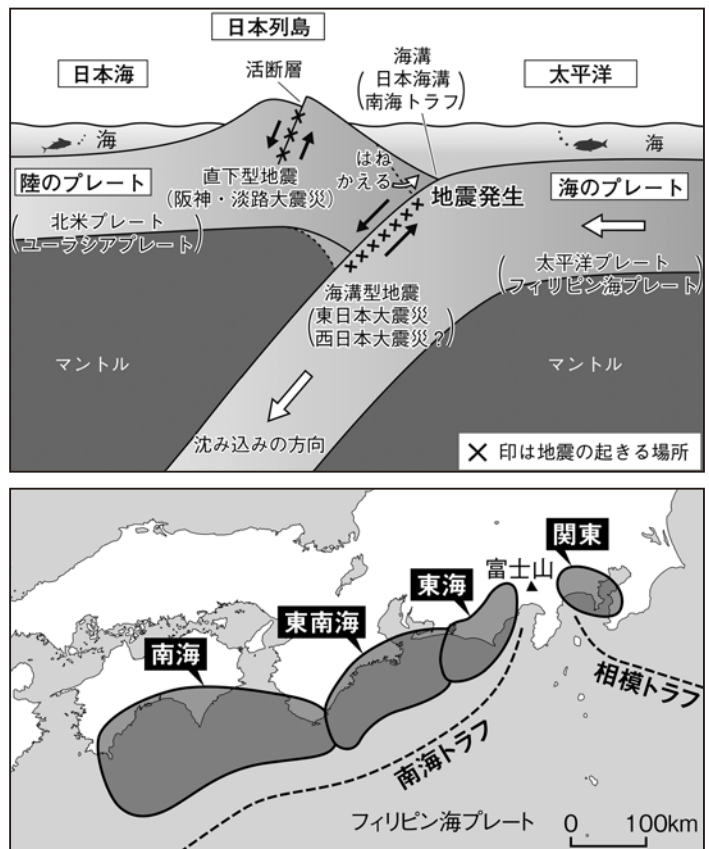 日本列島
日本海
活断層
海溝
(日本海溝
南海トラフ)
太平洋
海
海
陸のプレート
(北米プレート
ユーラシアプレート)
直下型地震
(阪神・淡路大震災)
はね
かえる
地震発生
海のプレート
(太平洋プレート
フィリピン海プレート)
海溝型地震
(東日本大震災
西日本大震災?)
マントル
マントル
沈み込みの方向
× 印は地震の起きる場所
関東
富士山
東海
東南海
南海
相模トラフ
南海トラフ
フィリピン海プレート
0 100km